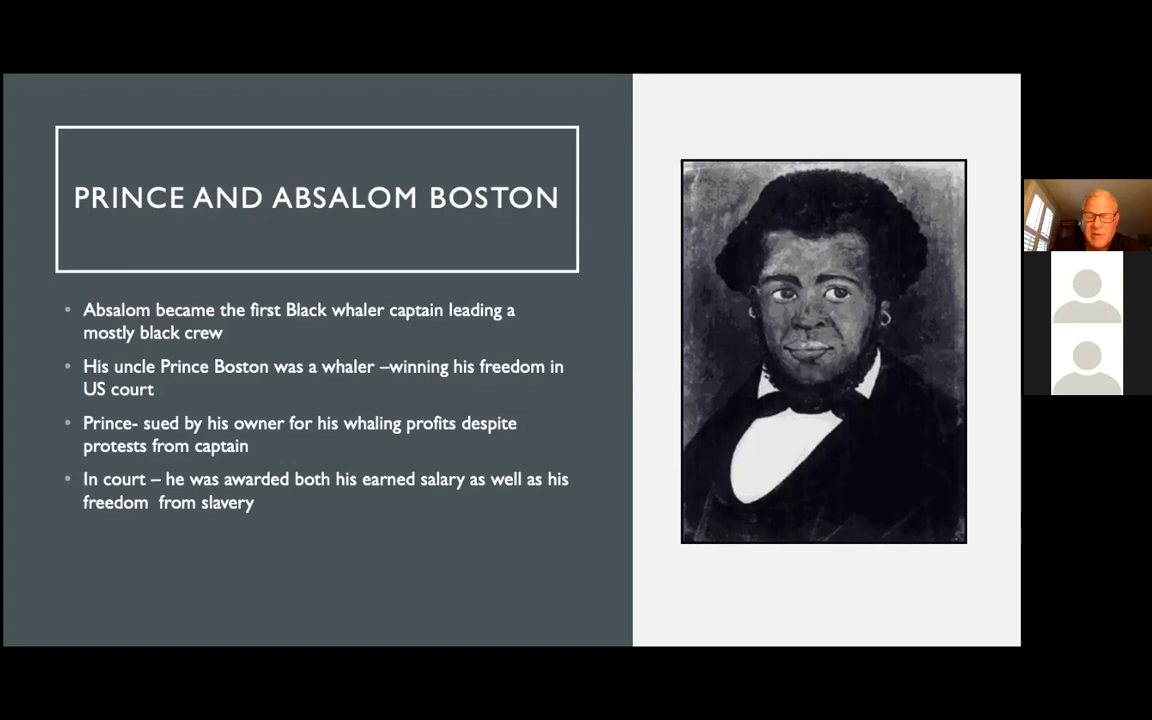 PRINCE AND ABSALOM BOSTON
Absalom became the first Black whaler captain leading a
mostly black crew
His uncle Prince Boston was a whaler –winning his freedom in
US court
Prince- sued by his owner for his whaling profits despite
protests from captain
In court – he was awarded both his earned salary as well as his
freedom  from slavery